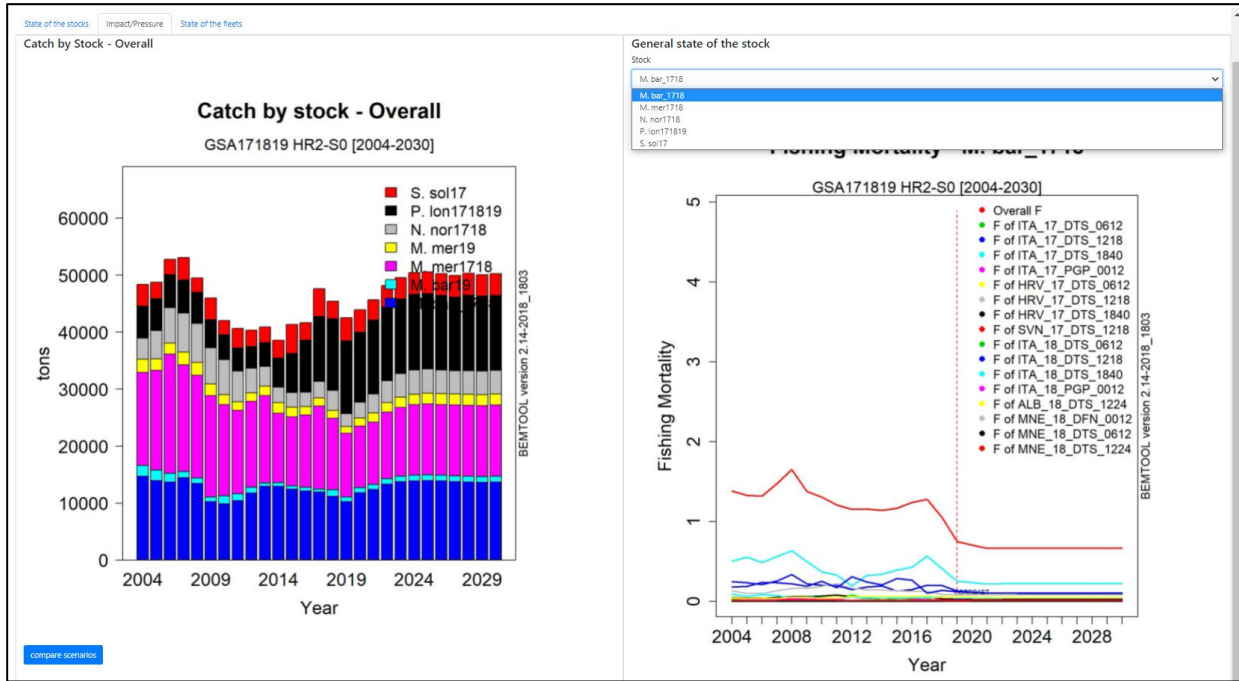 State of the stocks Impact/Pressure State of the fleets
Catch by Stock - Overall
Catch by stock - Overall
GSA171819 HR2-S0 [2004-2030]
S. sol17
P. lon171819
N. nor1718
M. mer19
M. mer1718
M. bar19
tons
60000
50000
40000
30000
20000
10000
0
2004 2009 2014 2019 2024 2029
Year
BEMTOOL version 2.14-2018_1803
compare scenarios
General state of the stock
Stock
M. bar_1718
M. bar_1718
M. mer1718
N. nor1718
P. lon171819
S. sol17
Fishing Mortality - M. bar_1718
GSA171819 HR2-S0 [2004-2030]
Overall F
F of ITA_17_DTS_0612
F of ITA_17_DTS_1218
F of ITA_17_DTS_1840
F of ITA_17_PGP_0012
F of HRV_17_DTS_0612
F of HRV_17_DTS_1218
F of HRV_17_DTS_1840
F of SVN_17_DTS_1218
F of ITA_18_DTS_0612
F of ITA_18_DTS_1218
F of ITA_18_DTS_1840
F of ITA_18_PGP_0012
F of ALB_18_DTS_1224
F of MNE_18_DFN_0012
F of MNE_18_DTS_0612
F of MNE_18_DTS_1224
Fishing Mortality
5
4
3
2
1
0
FORECAST
2004 2008 2012 2016 2020 2024 2028
Year
BEMTOOL version 2.14-2018_1803